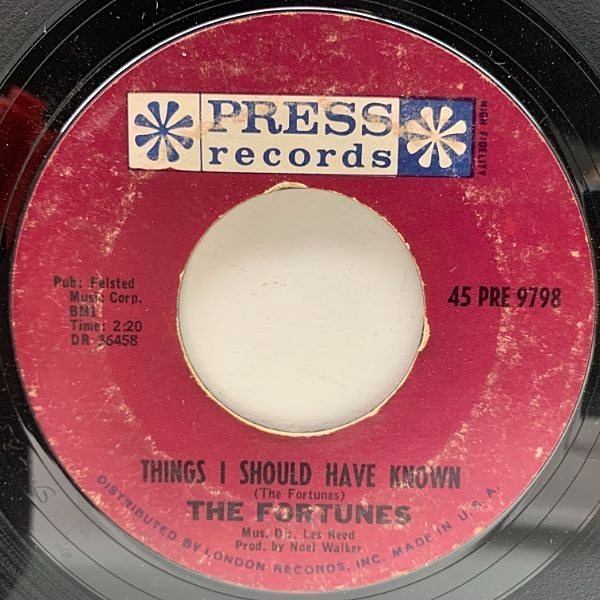 PRESS
records
HIGH FIDELITY
Pub: Felsted
Music Corp.
BMI
Time: 2:20
DR 36458
45 PRE 9798
THINGS I SHOULD HAVE KNOWN
(The Fortunes)
THE FORTUNES
Mus. Dir. Les Reed
Prod. by Noel Walker
DISTRIBUTED BY LONDON RECORDS, INC. MADE IN U.S.A.